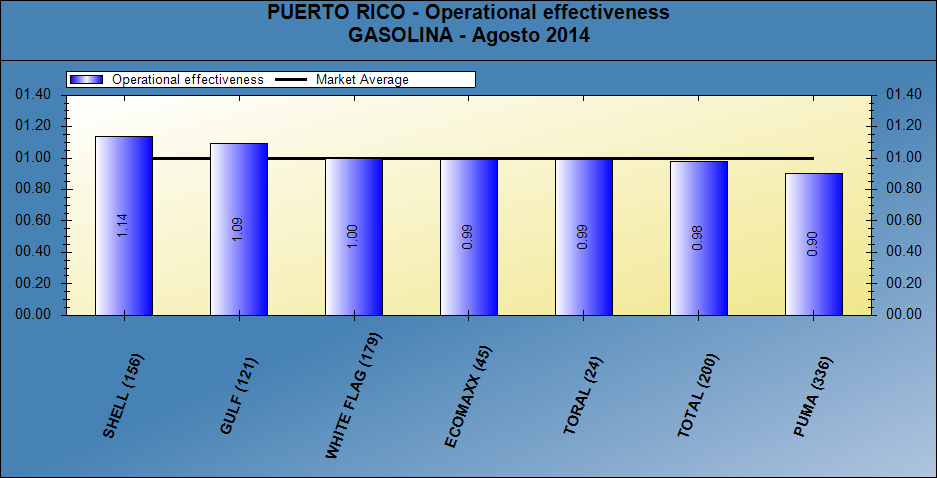 PUERTO RICO - Operational effectiveness
GASOLINA - Agosto 2014
Operational effectiveness Market Average
01.40 01.40
01.20 01.20
01.00 01.00
00.80 00.80
00.60 00.60
00.40 00.40
00.20 00.20
00.00 00.00
1.14 1.09 1.00 0.99 0.99 0.98 0.90
SHELL (156)
GULF (121)
WHITE FLAG (179)
ECOMAXX (45)
TORAL (24)
TOTAL (200)
PUMA (336)